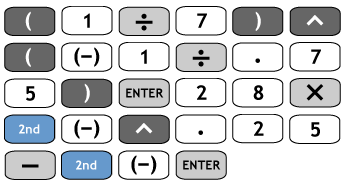 ( 1 ÷ 7 ) ^
( (−) 1 ÷ . 7
5 ) ENTER 2 8 ×
2nd (−) ^ . 2 5
− 2nd (−) ENTER